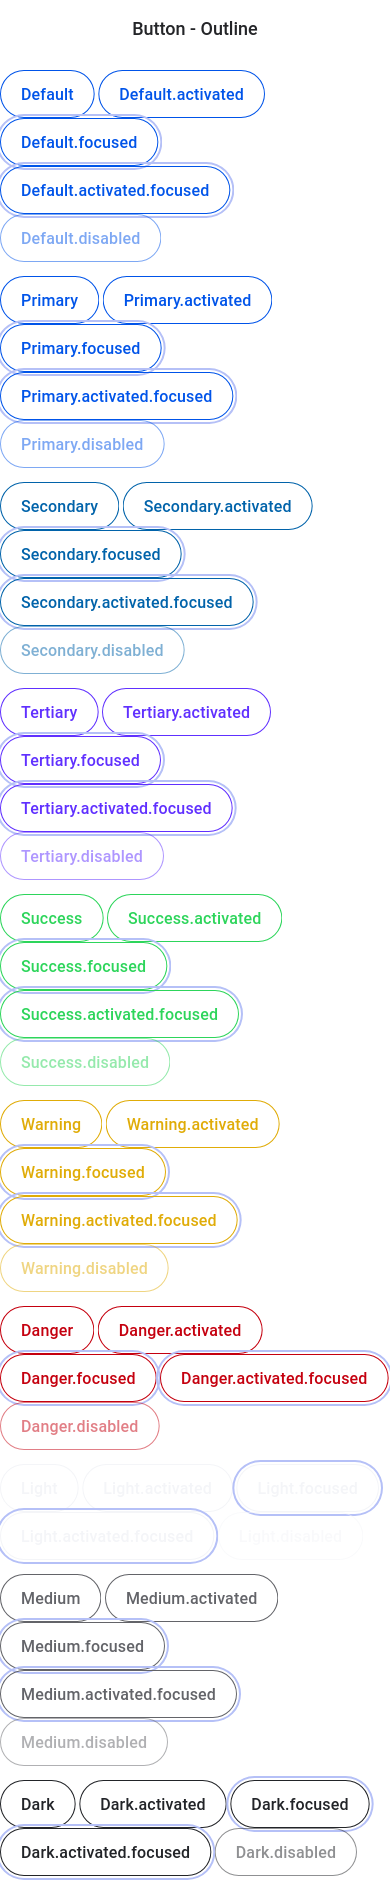 Button - Outline
Default Default.activated
Default.focused
Default.activated.focused
Default.disabled
Primary Primary.activated
Primary.focused
Primary.activated.focused
Primary.disabled
Secondary Secondary.activated
Secondary.focused
Secondary.activated.focused
Secondary.disabled
Tertiary Tertiary.activated
Tertiary.focused
Tertiary.activated.focused
Tertiary.disabled
Success Success.activated
Success.focused
Success.activated.focused
Success.disabled
Warning Warning.activated
Warning.focused
Warning.activated.focused
Warning.disabled
Danger Danger.activated
Danger.focused Danger.activated.focused
Danger.disabled
Light Light.activated Light.focused
Light.activated.focused Light.disabled
Medium Medium.activated
Medium.focused
Medium.activated.focused
Medium.disabled
Dark Dark.activated Dark.focused
Dark.activated.focused Dark.disabled